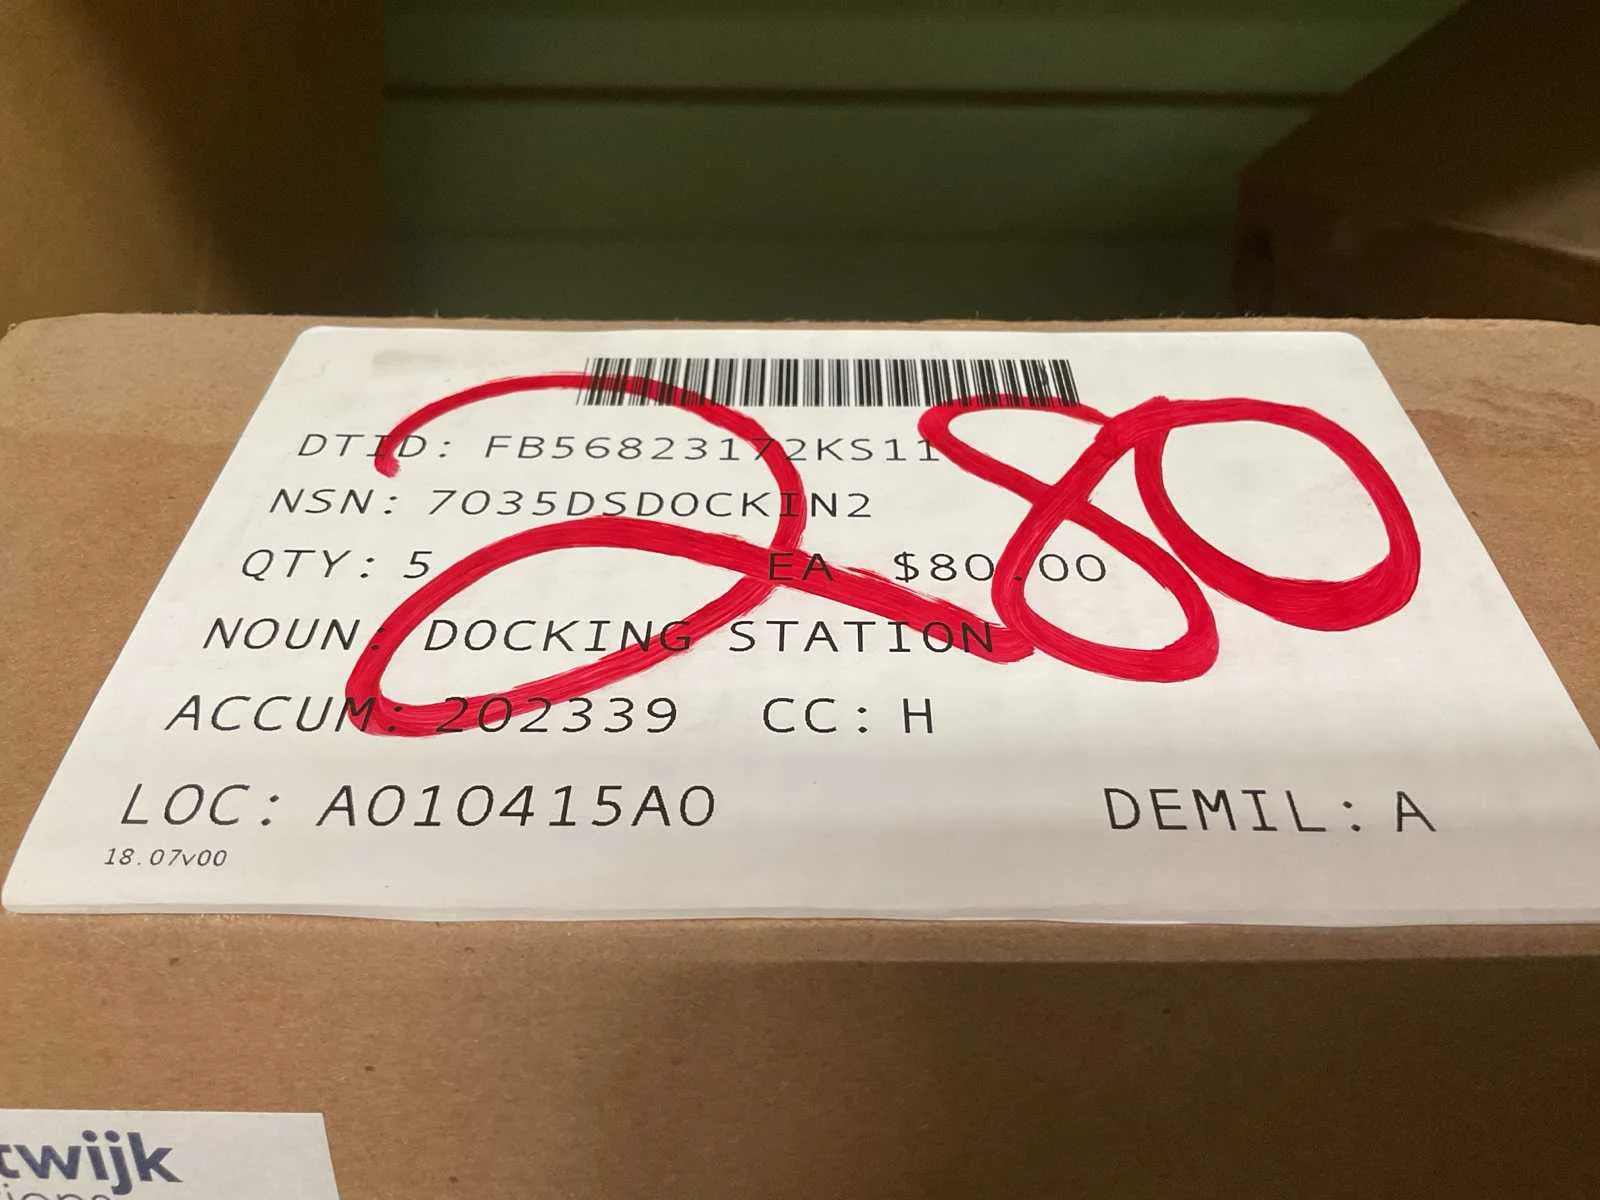 DTID: FB56823172KS11
NSN: 7035DSDOCKIN2
QTY: 5 EA $80.00
NOUN: DOCKING STATION
ACCUM: 202339 CC: H
LOC: A010415A0 DEMIL: A
18.07v00
280
twijk